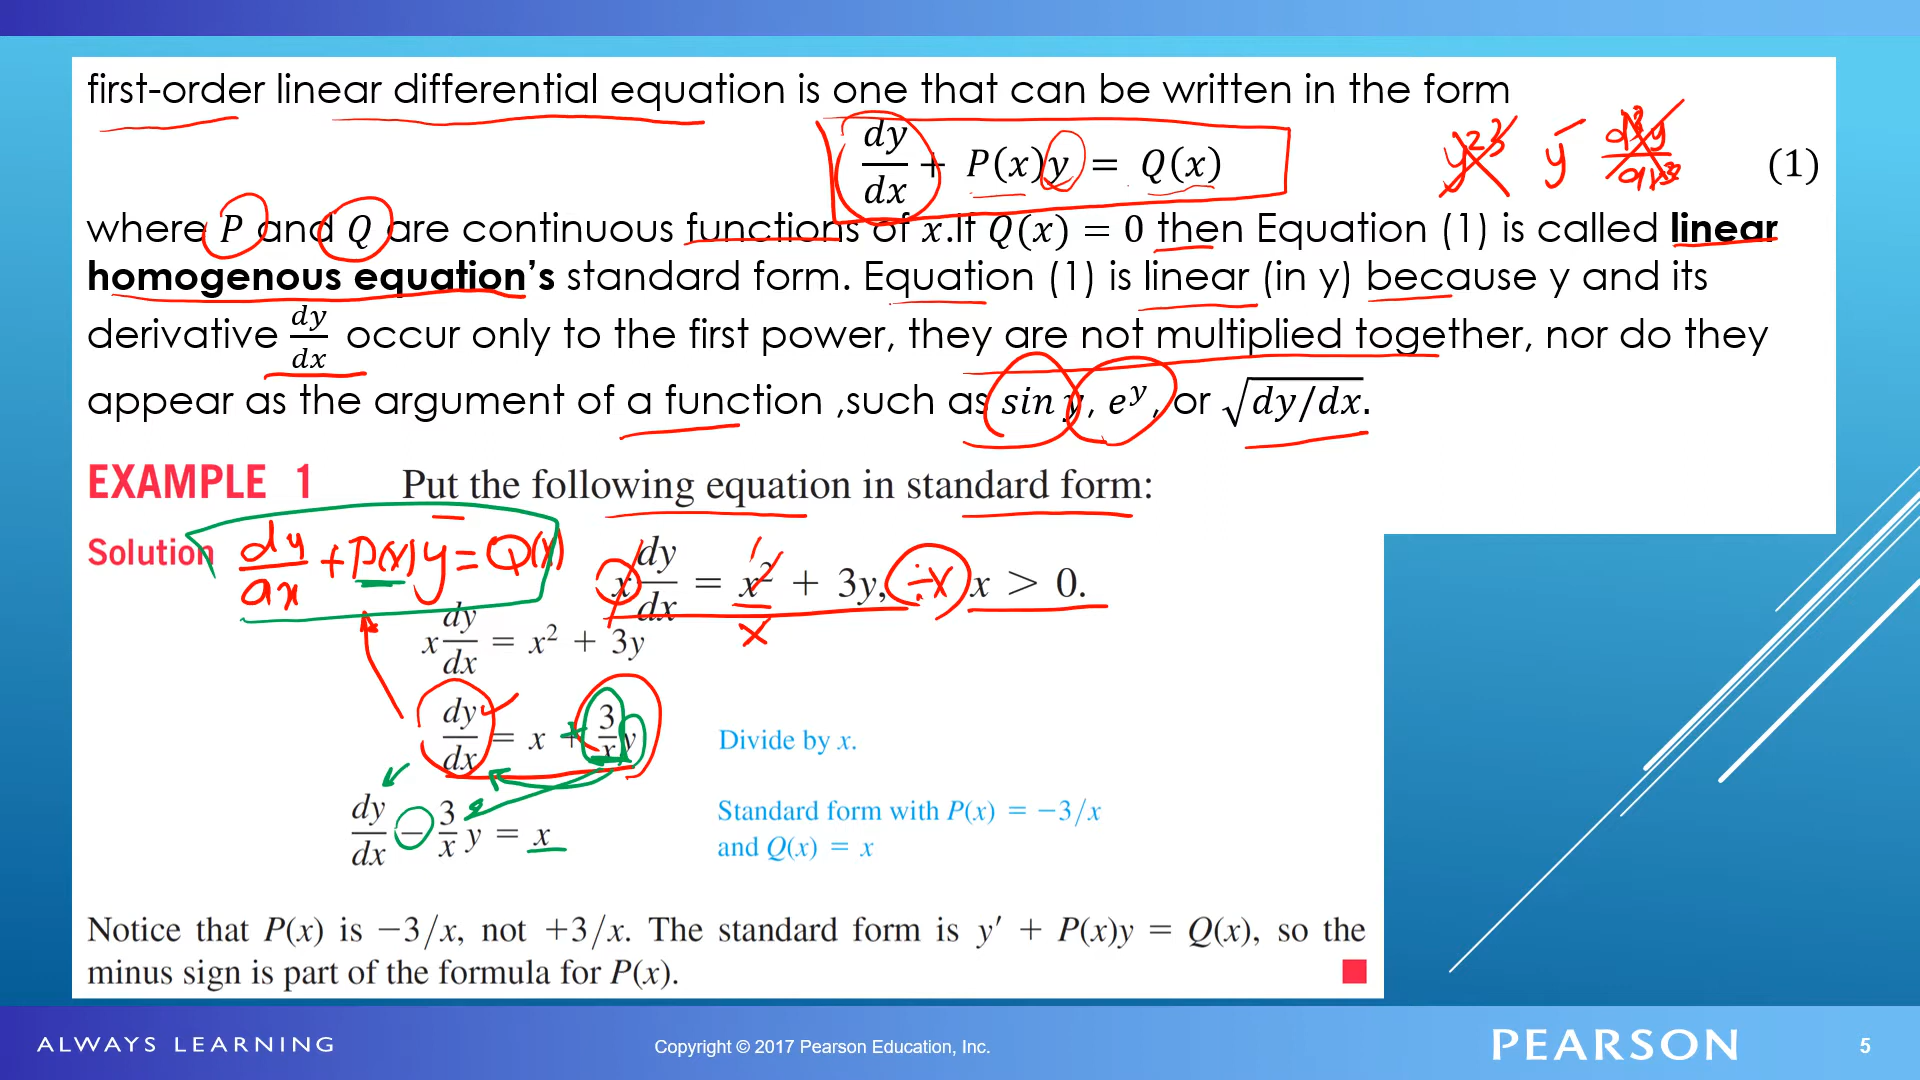 first-order linear differential equation is one that can be written in the form
dy/dx + P(x)y = Q(x) (1)
y² ³ y d²y/dx²
where P and Q are continuous functions of x.If Q(x) = 0 then Equation (1) is called linear
homogenous equation’s standard form. Equation (1) is linear (in y) because y and its
derivative dy/dx occur only to the first power, they are not multiplied together, nor do they
appear as the argument of a function ,such as sin y, e^y, or √dy/dx.
EXAMPLE 1 Put the following equation in standard form:
Solution dy/dx + P(x) y = Q(x)
x dy/dx = x² + 3y, ÷x x > 0.
x
x dy/dx = x² + 3y
dy/dx = x + 3/x y Divide by x.
dy/dx − 3/x y = x Standard form with P(x) = −3/x
and Q(x) = x
Notice that P(x) is −3/x, not +3/x. The standard form is y′ + P(x)y = Q(x), so the
minus sign is part of the formula for P(x).
ALWAYS LEARNING Copyright © 2017 Pearson Education, Inc. PEARSON 5